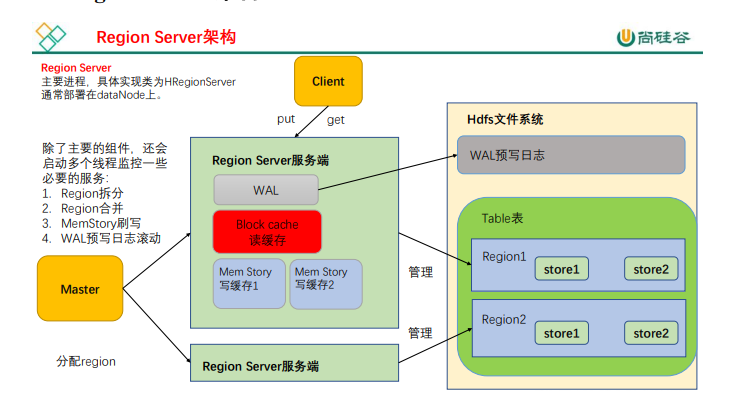 Region Server架构
尚硅谷
Region Server
主要进程，具体实现类为HRegionServer
通常部署在dataNode上。
Client
put
get
Hdfs文件系统
除了主要的组件，还会
启动多个线程监控一些
必要的服务：
1. Region拆分
2. Region合并
3. MemStory刷写
4. WAL预写日志滚动
Region Server服务端
WAL
Block cache
读缓存
Mem Story
写缓存1
Mem Story
写缓存2
WAL预写日志
Table表
Region1
store1
store2
管理
Master
Region2
store1
store2
管理
分配region
Region Server服务端